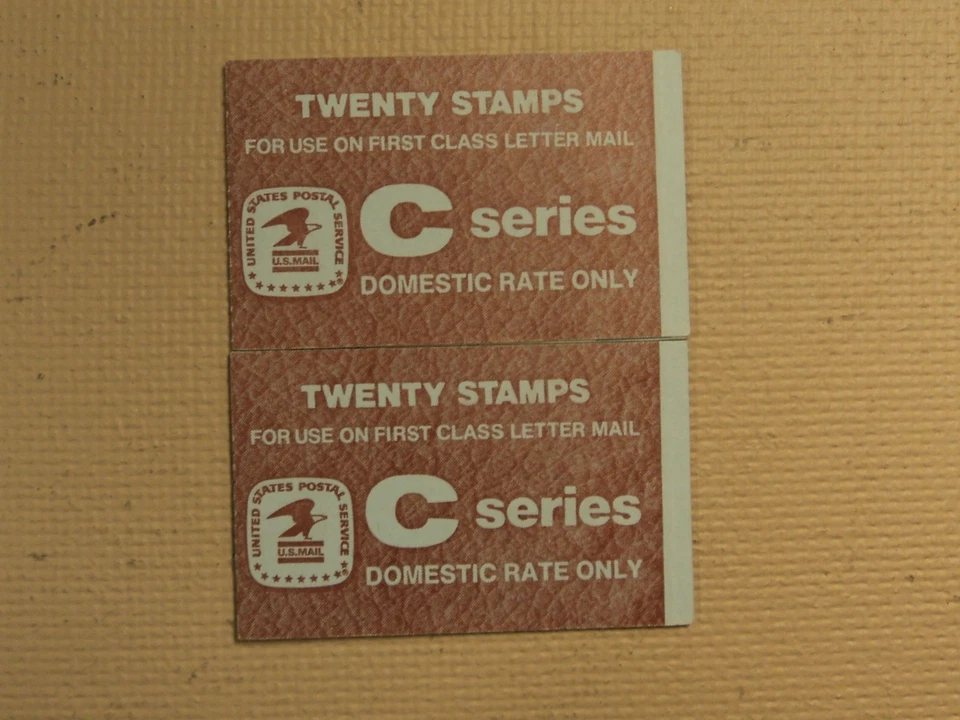 TWENTY STAMPS
FOR USE ON FIRST CLASS LETTER MAIL
UNITED STATES POSTAL SERVICE
U.S.MAIL
C series
DOMESTIC RATE ONLY
TWENTY STAMPS
FOR USE ON FIRST CLASS LETTER MAIL
UNITED STATES POSTAL SERVICE
U.S.MAIL
C series
DOMESTIC RATE ONLY